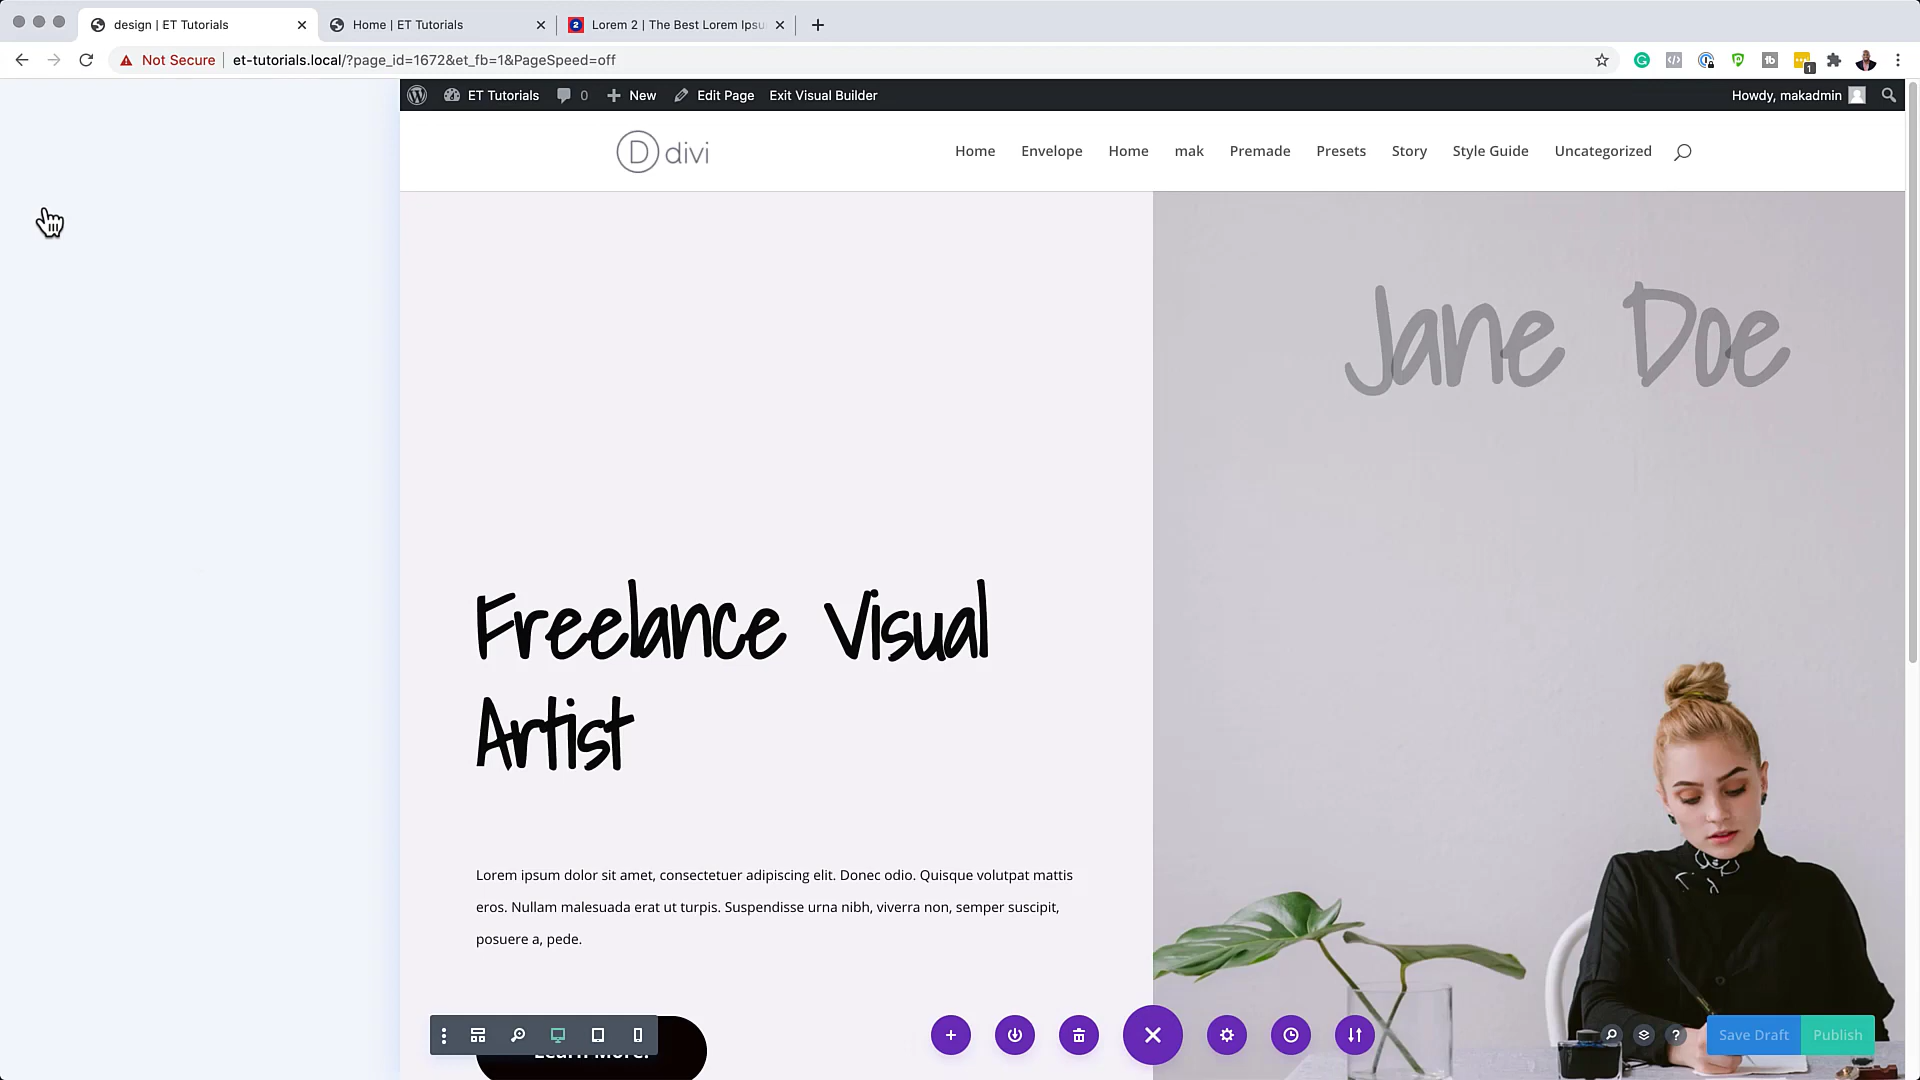 design | ET Tutorials
Home | ET Tutorials
2
Lorem 2 | The Best Lorem Ipsu
Not Secure
et-tutorials.local/?page_id=1672&et_fb=1&PageSpeed=off
1
ET Tutorials
0
New
Edit Page
Exit Visual Builder
Howdy, makadmin
D divi
Home
Envelope
Home
mak
Premade
Presets
Story
Style Guide
Uncategorized
Jane Doe
Freelance Visual
Artist
Lorem ipsum dolor sit amet, consectetuer adipiscing elit. Donec odio. Quisque volutpat mattis
eros. Nullam malesuada erat ut turpis. Suspendisse urna nibh, viverra non, semper suscipit,
posuere a, pede.
Learn More!
?
Save Draft
Publish